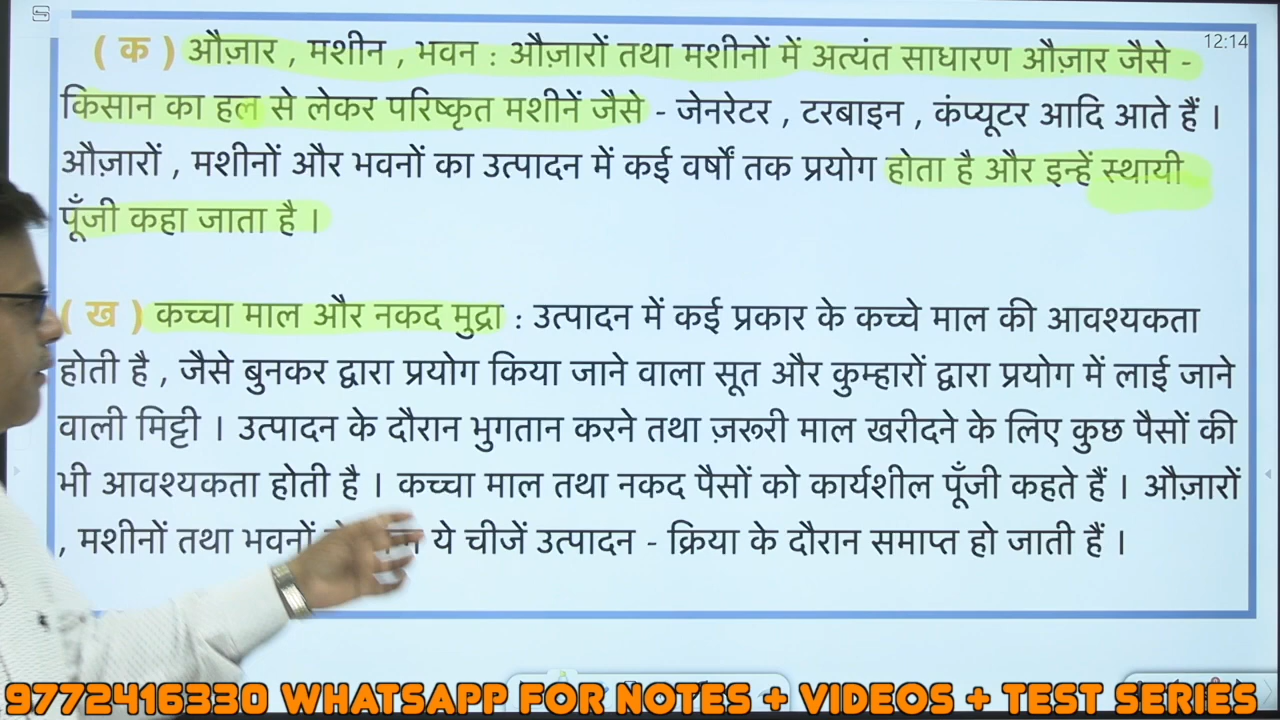 12:14
( क ) औज़ार , मशीन , भवन : औज़ारों तथा मशीनों में अत्यंत साधारण औज़ार जैसे -
किसान का हल से लेकर परिष्कृत मशीनें जैसे - जेनरेटर , टरबाइन , कंप्यूटर आदि आते हैं ।
औज़ारों , मशीनों और भवनों का उत्पादन में कई वर्षों तक प्रयोग होता है और इन्हें स्थायी
पूँजी कहा जाता है ।
( ख ) कच्चा माल और नकद मुद्रा : उत्पादन में कई प्रकार के कच्चे माल की आवश्यकता
होती है , जैसे बुनकर द्वारा प्रयोग किया जाने वाला सूत और कुम्हारों द्वारा प्रयोग में लाई जाने
वाली मिट्टी । उत्पादन के दौरान भुगतान करने तथा ज़रूरी माल खरीदने के लिए कुछ पैसों की
भी आवश्यकता होती है । कच्चा माल तथा नकद पैसों को कार्यशील पूँजी कहते हैं । औज़ारों
, मशीनों तथा भवनों ये चीजें उत्पादन - क्रिया के दौरान समाप्त हो जाती हैं ।
9772416330 WHATSAPP FOR NOTES + VIDEOS + TEST SERIES